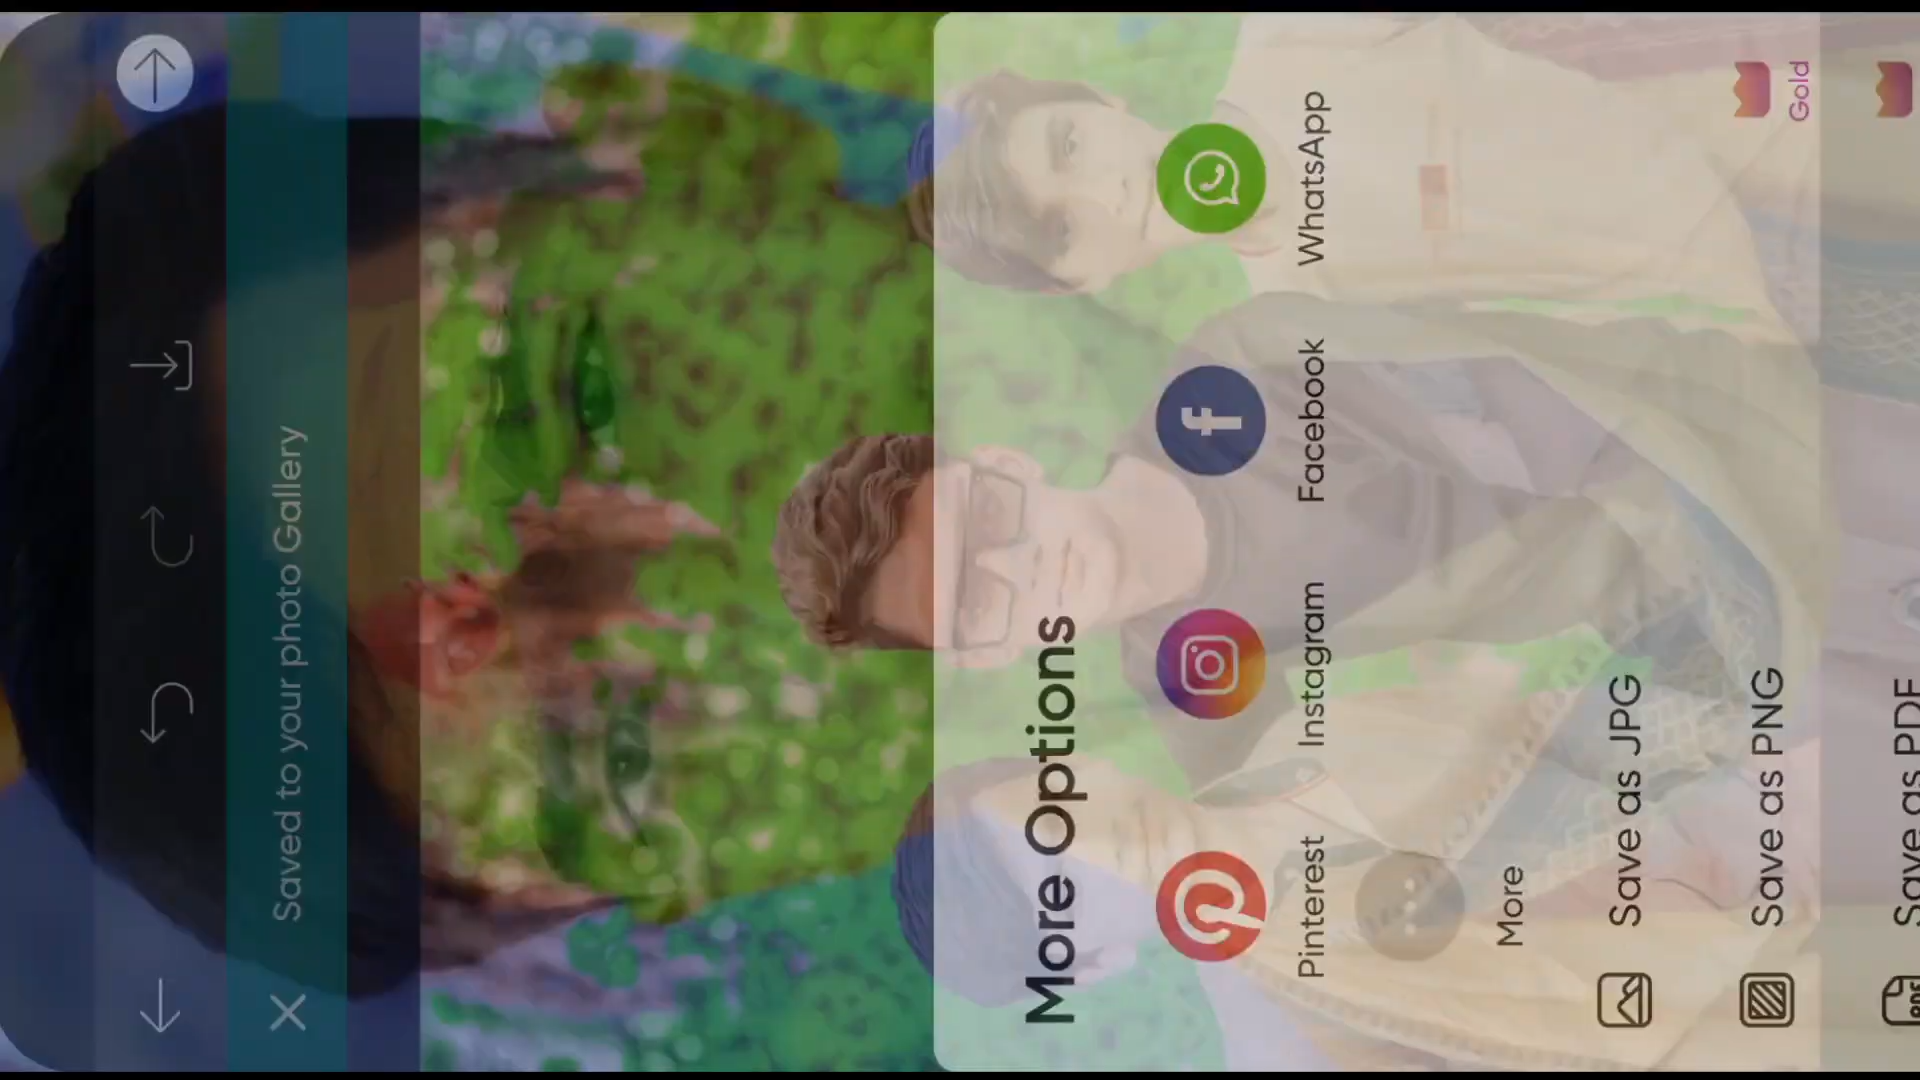 Saved to your photo Gallery
More Options
Pinterest
Instagram
Facebook
WhatsApp
More
Save as JPG
Save as PNG
Gold
Save as PDF
PDF